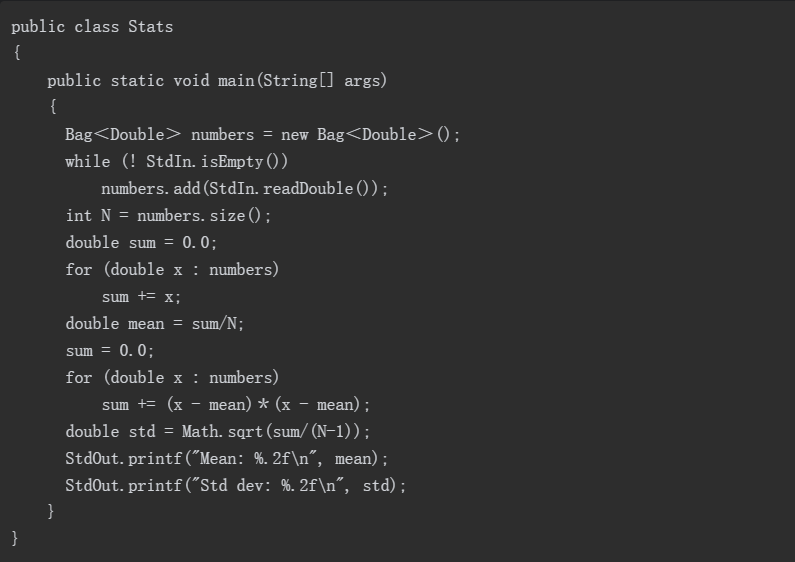 public class Stats
{
    public static void main(String[] args)
    {
      Bag<Double> numbers = new Bag<Double>();
      while (! StdIn.isEmpty())
          numbers.add(StdIn.readDouble());
      int N = numbers.size();
      double sum = 0.0;
      for (double x : numbers)
          sum += x;
      double mean = sum/N;
      sum = 0.0;
      for (double x : numbers)
          sum += (x - mean)*(x - mean);
      double std = Math.sqrt(sum/(N-1));
      StdOut.printf("Mean: %.2f\n", mean);
      StdOut.printf("Std dev: %.2f\n", std);
    }
}